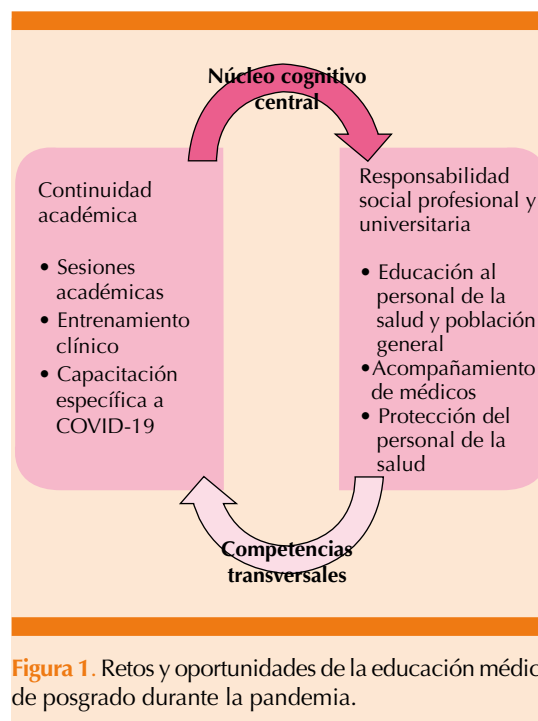 Núcleo cognitivo
central
Continuidad
académica
• Sesiones
académicas
• Entrenamiento
clínico
• Capacitación
específica a
COVID-19
Responsabilidad
social profesional y
universitaria
• Educación al
personal de la
salud y población
general
•Acompañamiento
de médicos
• Protección del
personal de la
salud
Competencias
transversales
Figura 1. Retos y oportunidades de la educación médic
de posgrado durante la pandemia.